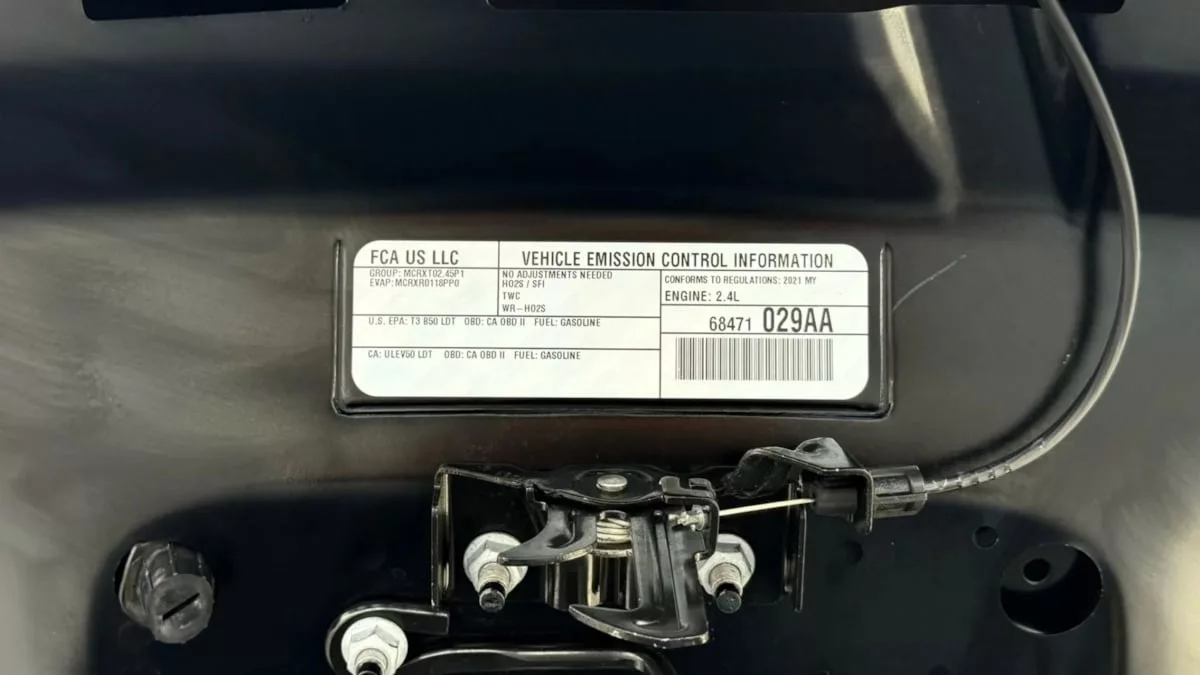 FCA US LLC
VEHICLE EMISSION CONTROL INFORMATION
GROUP: MCRXT02.45P1
EVAP: MCRXR0118PP0
NO ADJUSTMENTS NEEDED
HO2S / SFI
TWC
WR-HO2S
CONFORMS TO REGULATIONS: 2021 MY
ENGINE: 2.4L
68471 029AA
U.S. EPA: T3 B50 LDT OBD: CA OBD II FUEL: GASOLINE
CA: ULEV50 LDT OBD: CA OBD II FUEL: GASOLINE